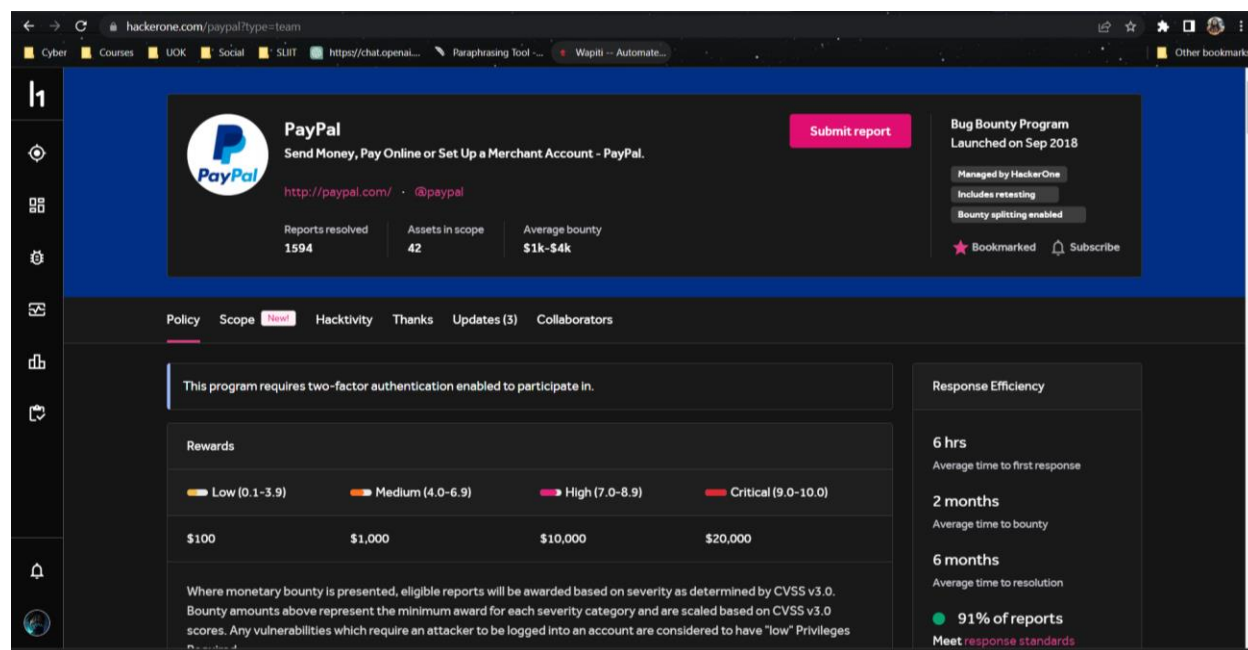 hackerone.com/paypal?type=team
Cyber
Courses
UOK
Social
SLIIT
https://chat.openai....
Paraphrasing Tool -...
Wapiti -- Automate...
Other bookmarks
h1
PayPal
PayPal
Send Money, Pay Online or Set Up a Merchant Account - PayPal.
http://paypal.com/ · @paypal
Reports resolved
1594
Assets in scope
42
Average bounty
$1k-$4k
Submit report
Bug Bounty Program
Launched on Sep 2018
Managed by HackerOne
Includes retesting
Bounty splitting enabled
Bookmarked
Subscribe
Policy
Scope
New!
Hacktivity
Thanks
Updates (3)
Collaborators
This program requires two-factor authentication enabled to participate in.
Rewards
Low (0.1-3.9)
Medium (4.0-6.9)
High (7.0-8.9)
Critical (9.0-10.0)
$100
$1,000
$10,000
$20,000
Where monetary bounty is presented, eligible reports will be awarded based on severity as determined by CVSS v3.0.
Bounty amounts above represent the minimum award for each severity category and are scaled based on CVSS v3.0
scores. Any vulnerabilities which require an attacker to be logged into an account are considered to have "low" Privileges
Response Efficiency
6 hrs
Average time to first response
2 months
Average time to bounty
6 months
Average time to resolution
91% of reports
Meet response standards